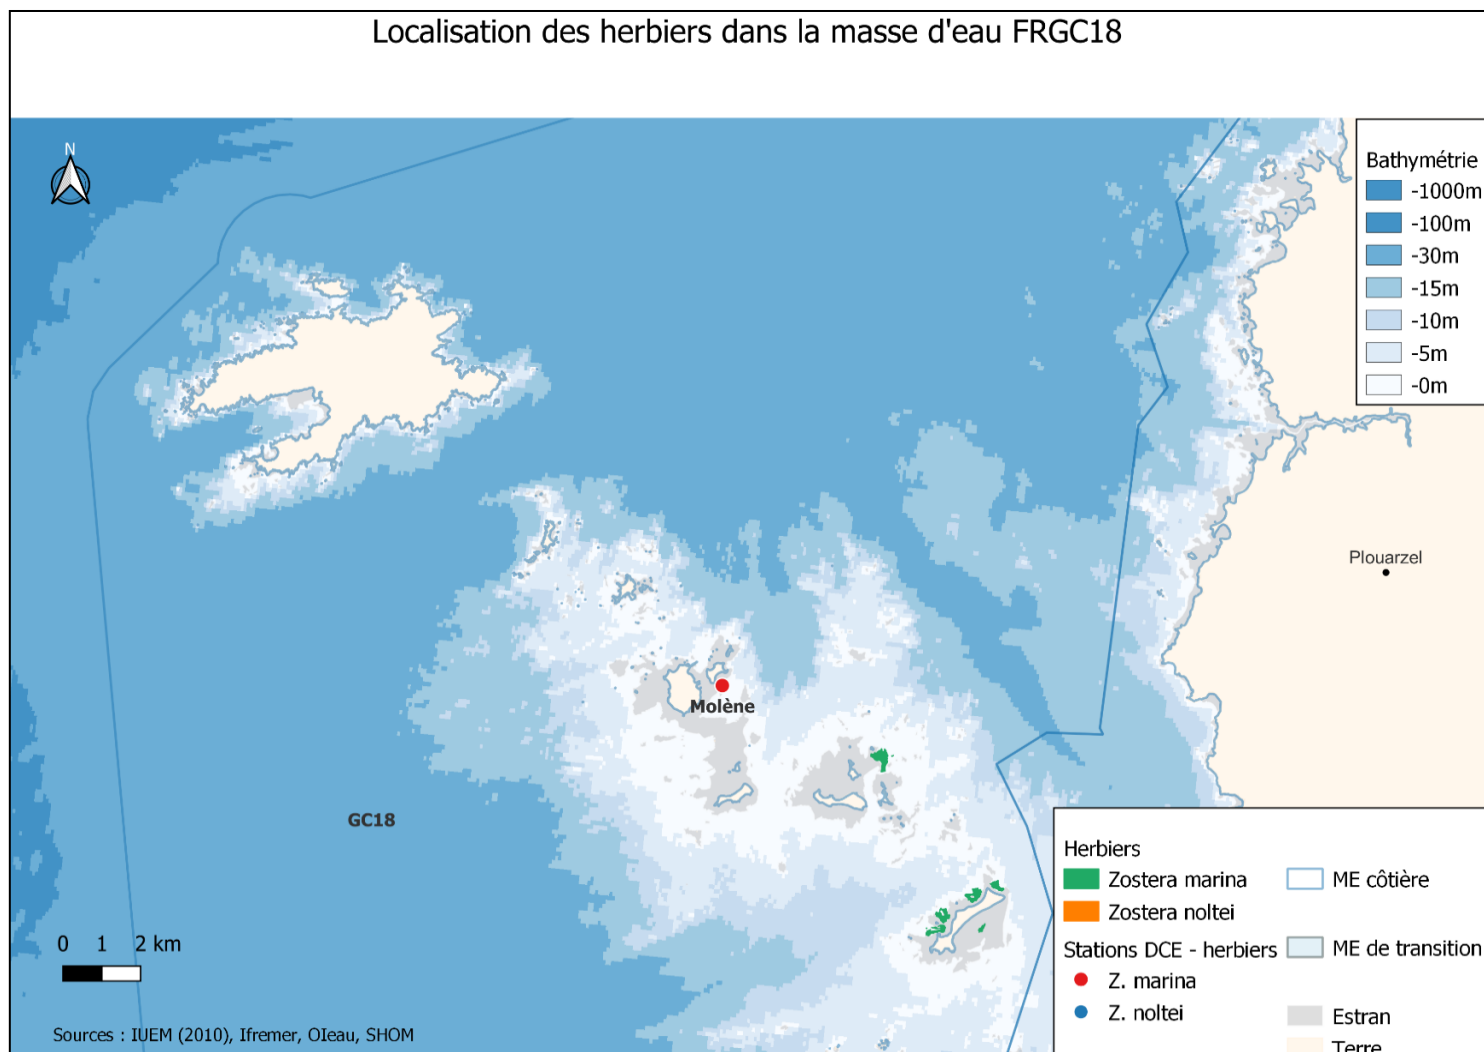 Localisation des herbiers dans la masse d'eau FRGC18
N
Bathymétrie
-1000m
-100m
-30m
-15m
-10m
-5m
-0m
Plouarzel
Molène
GC18
0 1 2 km
Sources : IUEM (2010), Ifremer, OIeau, SHOM
Herbiers
Zostera marina
Zostera noltei
Stations DCE - herbiers
Z. marina
Z. noltei
ME côtière
ME de transition
Estran
Terre